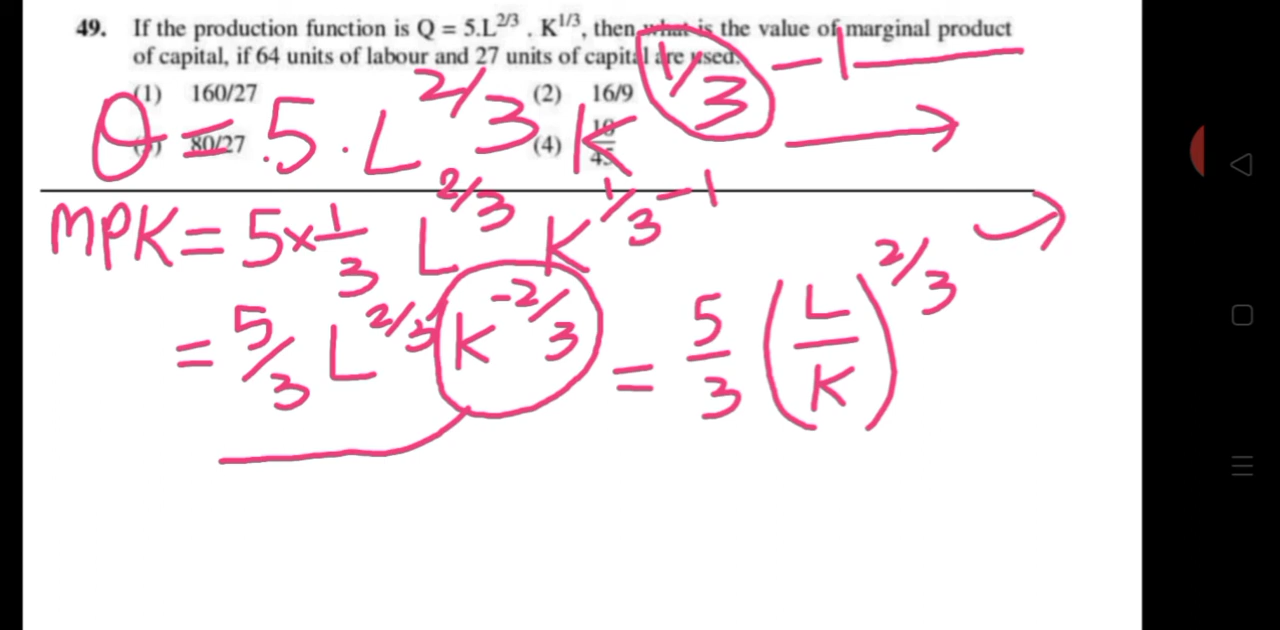 49. If the production function is Q = 5.L^2/3 . K^1/3, then what is the value of marginal product
of capital, if 64 units of labour and 27 units of capital are used.
(1) 160/27 (2) 16/9
80/27 (4)
Q = 5 . L^2/3 K^1/3 - 1
MPK = 5 × 1/3 L^2/3 K^1/3 - 1
= 5/3 L^2/3 K^-2/3 = 5/3 (L/K)^2/3